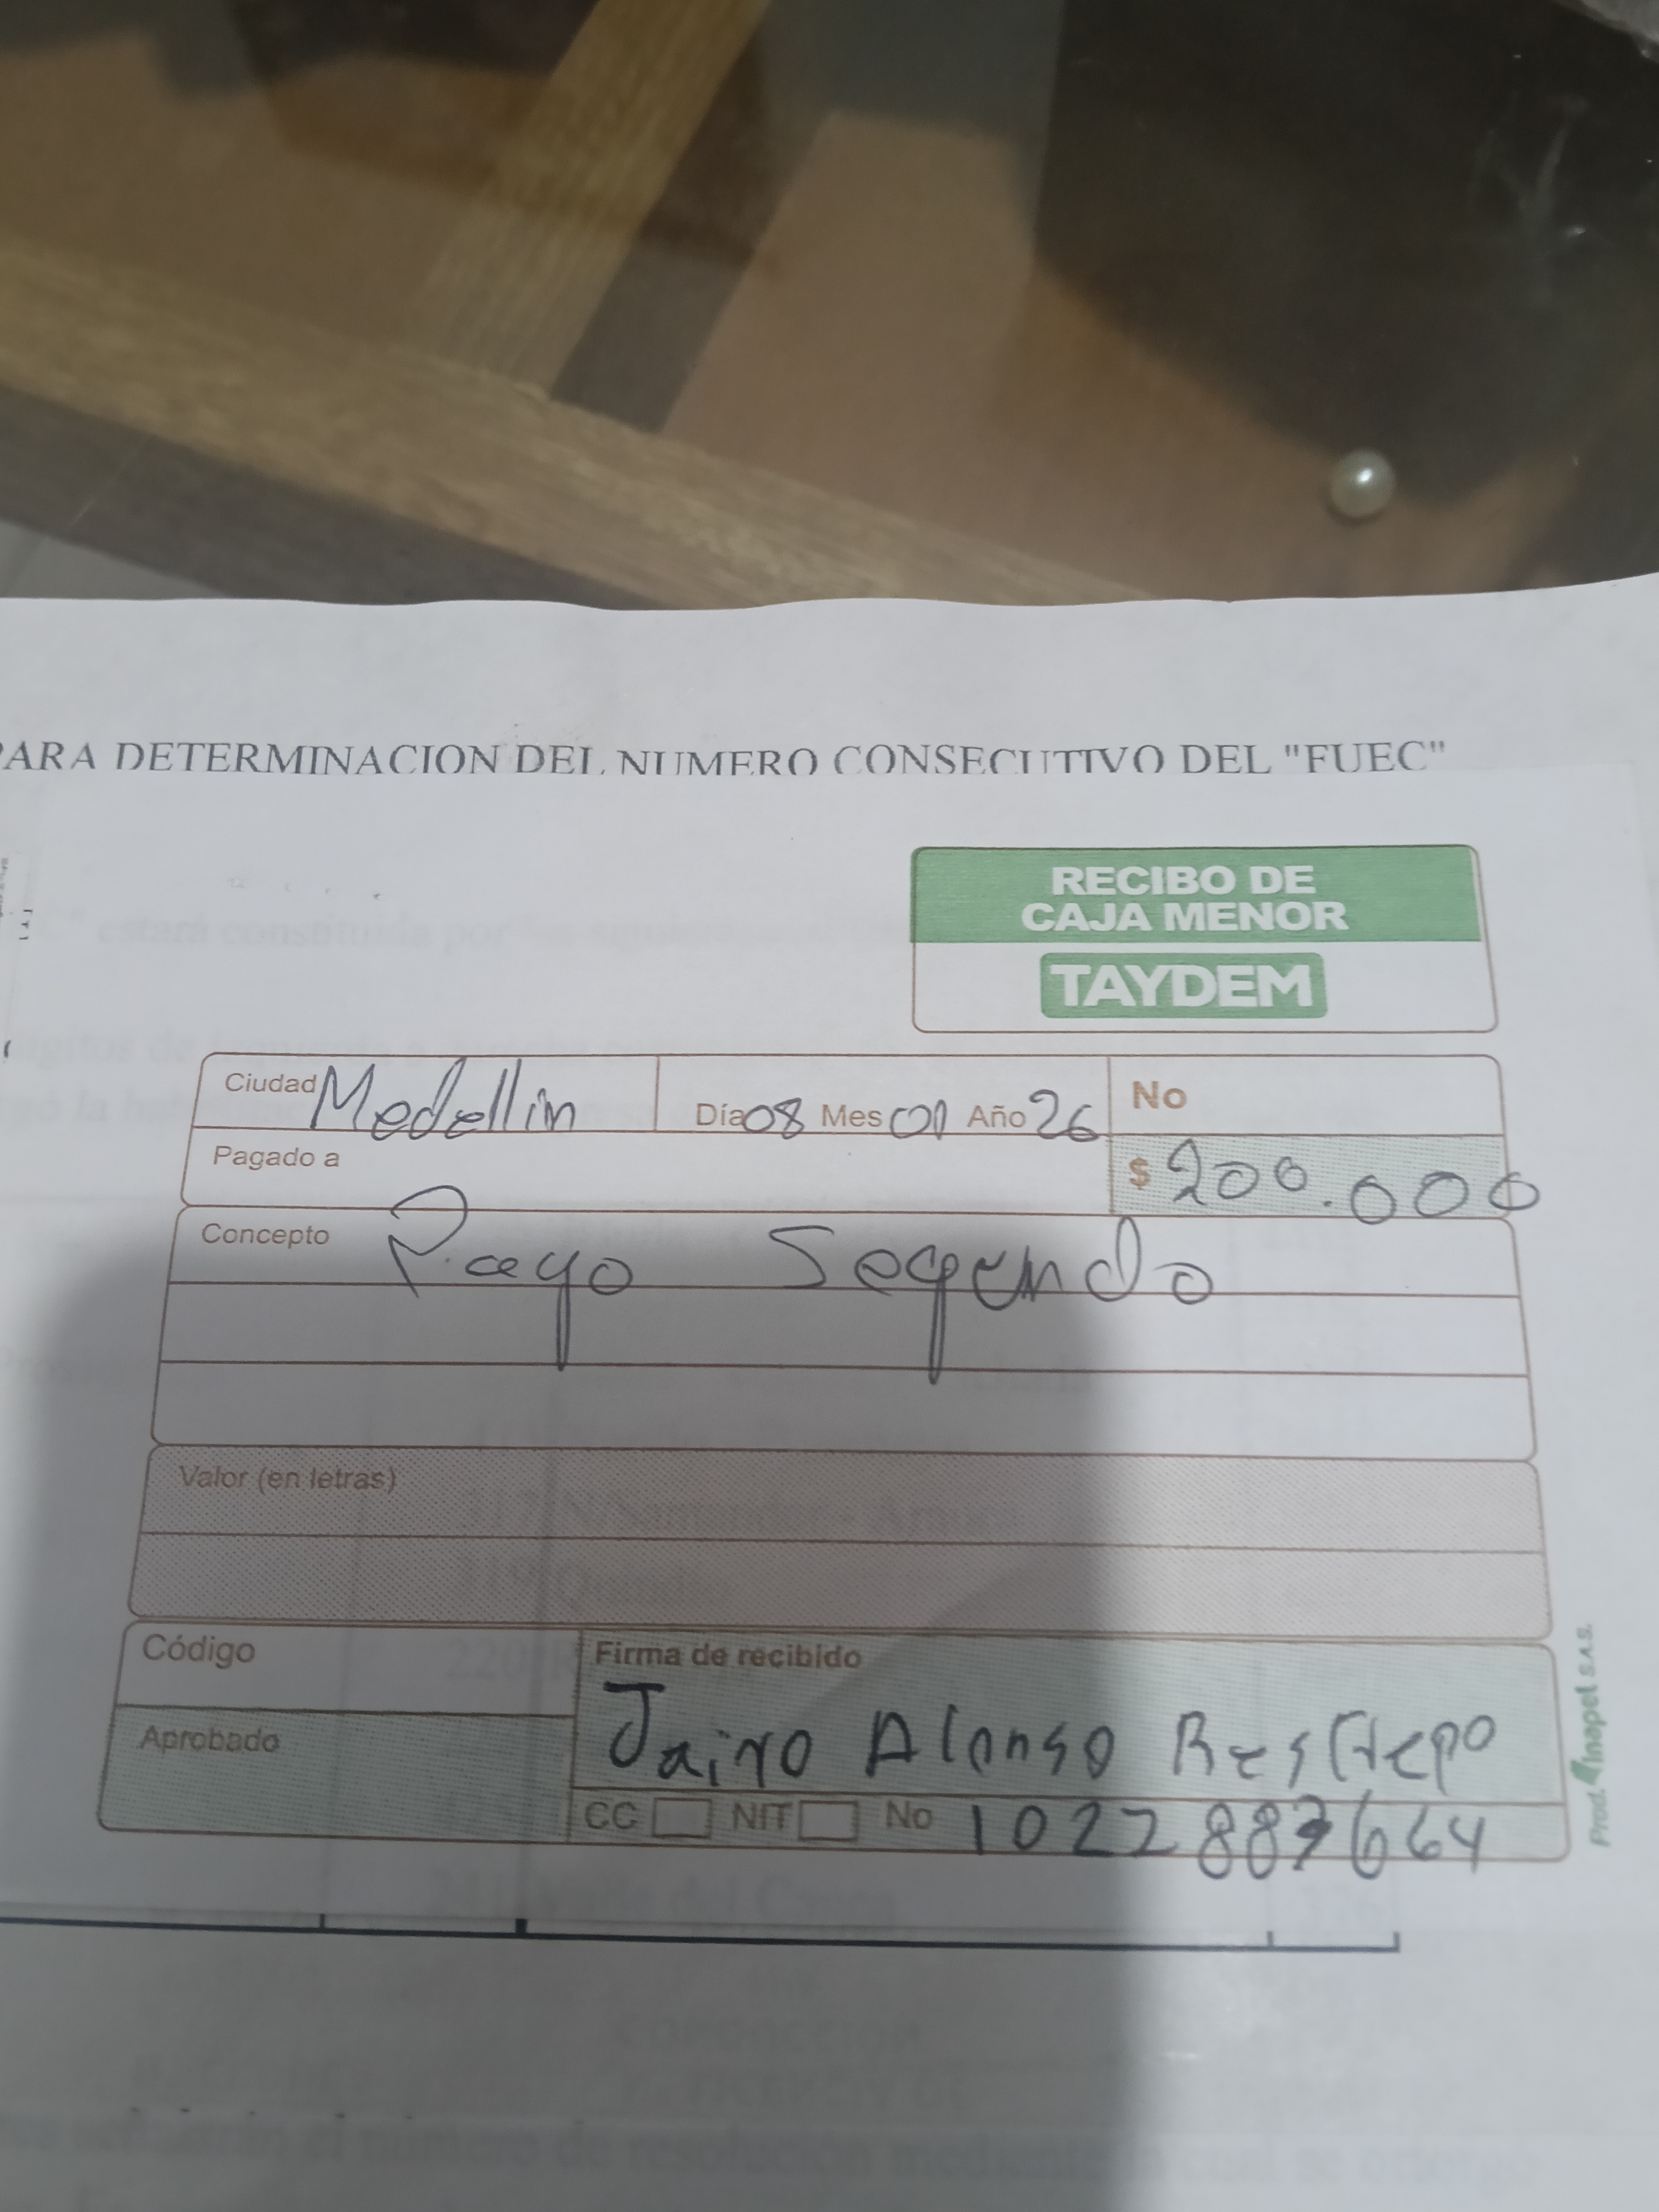 PARA DETERMINACION DEL NUMERO CONSECUTIVO DEL "FUEC"
RECIBO DE
CAJA MENOR
TAYDEM
Ciudad Medellin Día 08 Mes 01 Año 26 No
Pagado a $ 200.000
Concepto Pago Segundo
Valor (en letras)
Código
Firma de recibido
Jairo Alonso Restrepo
Aprobado
CC NIT No 1022887664
Prod. inapel S.A.S.